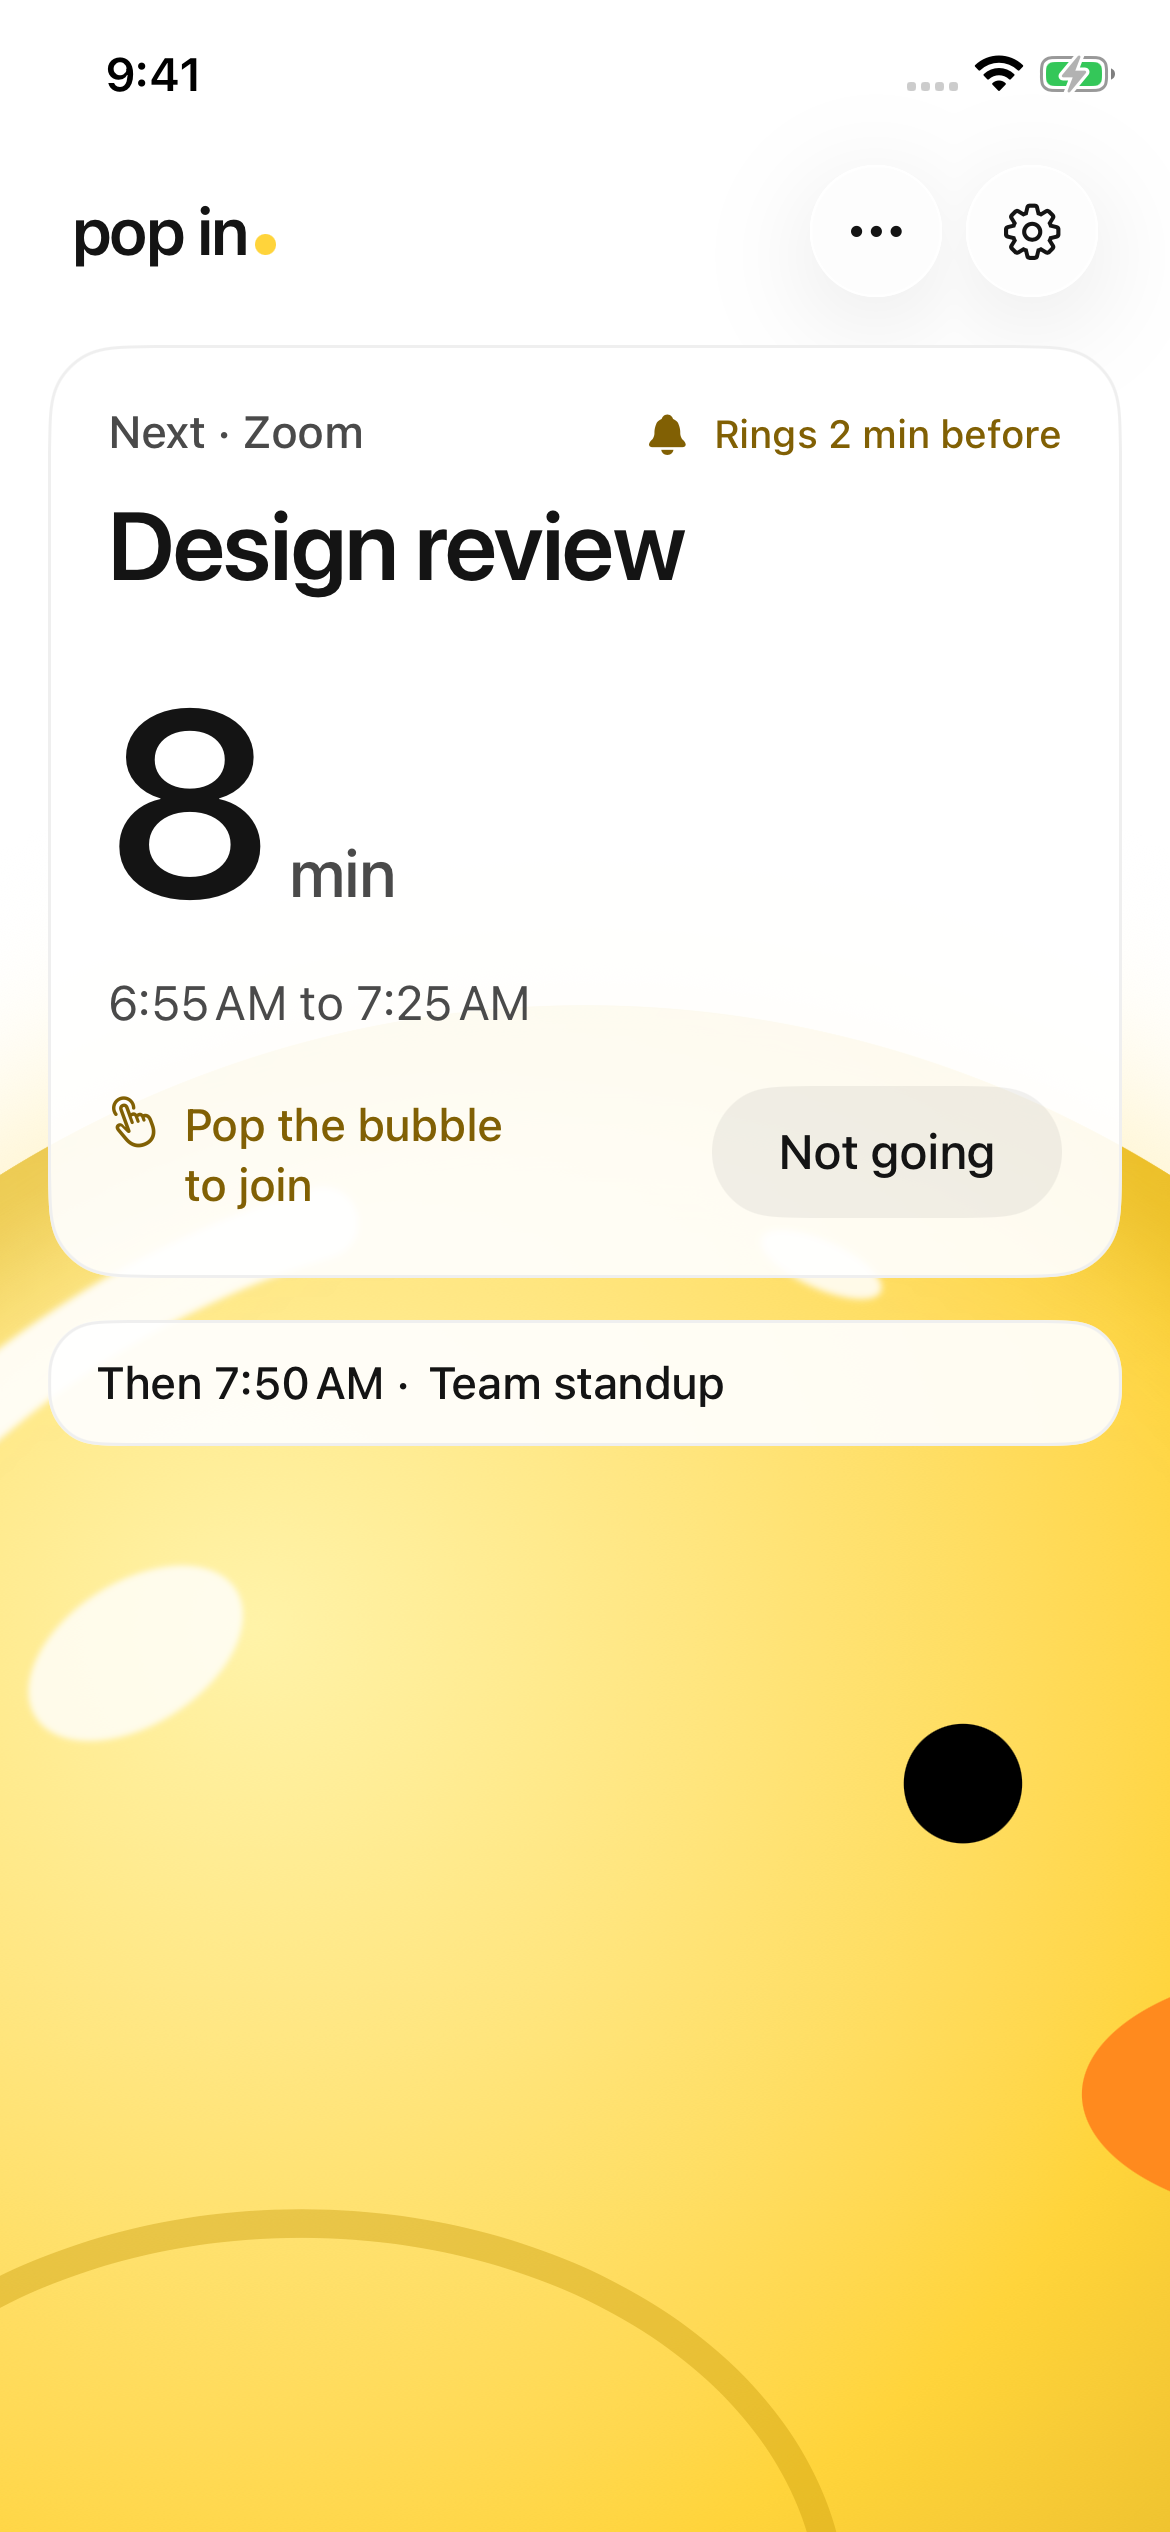 9:41
pop in.
Next · Zoom
Rings 2 min before
Design review
8 min
6:55 AM to 7:25 AM
Pop the bubble
to join
Not going
Then 7:50 AM · Team standup